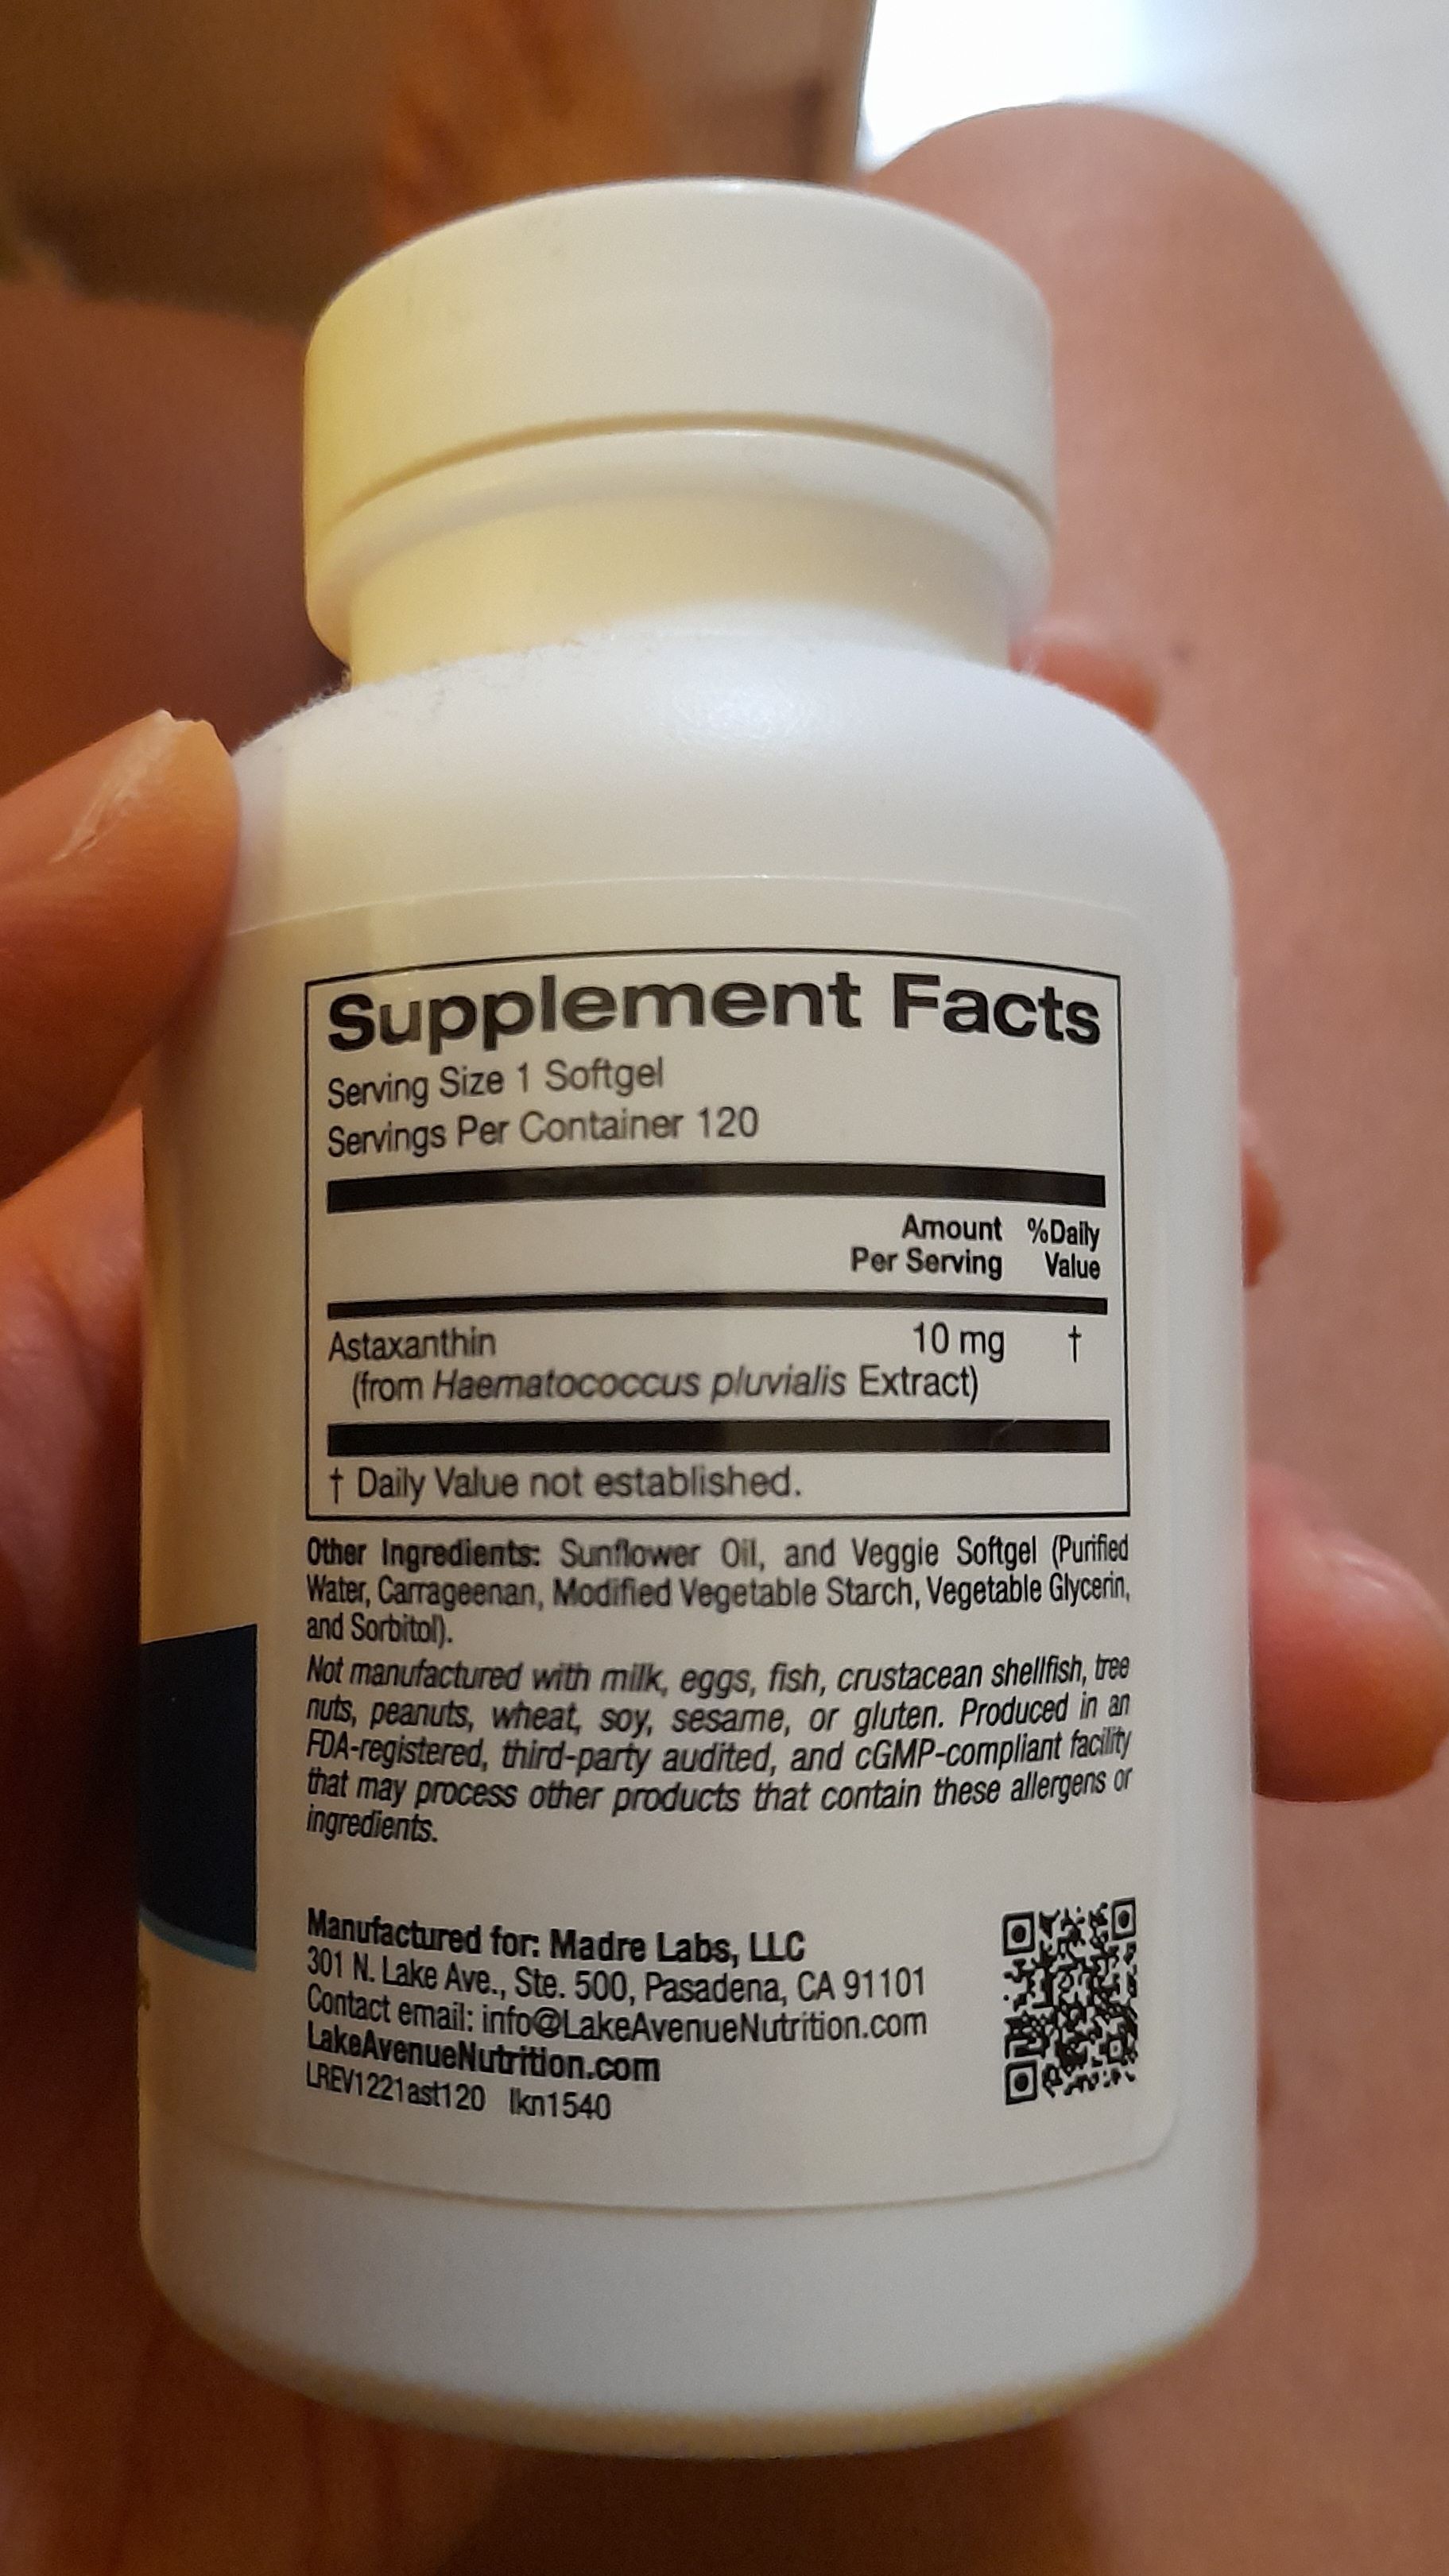 Supplement Facts
Serving Size 1 Softgel
Servings Per Container 120
Amount Per Serving %Daily Value
Astaxanthin 10 mg †
(from Haematococcus pluvialis Extract)
† Daily Value not established.
Other Ingredients: Sunflower Oil, and Veggie Softgel (Purified
Water, Carrageenan, Modified Vegetable Starch, Vegetable Glycerin,
and Sorbitol).
Not manufactured with milk, eggs, fish, crustacean shellfish, tree
nuts, peanuts, wheat, soy, sesame, or gluten. Produced in an
FDA-registered, third-party audited, and cGMP-compliant facility
that may process other products that contain these allergens or
ingredients.
Manufactured for: Madre Labs, LLC
301 N. Lake Ave., Ste. 500, Pasadena, CA 91101
Contact email: info@LakeAvenueNutrition.com
LakeAvenueNutrition.com
LREV1221ast120 lkn1540